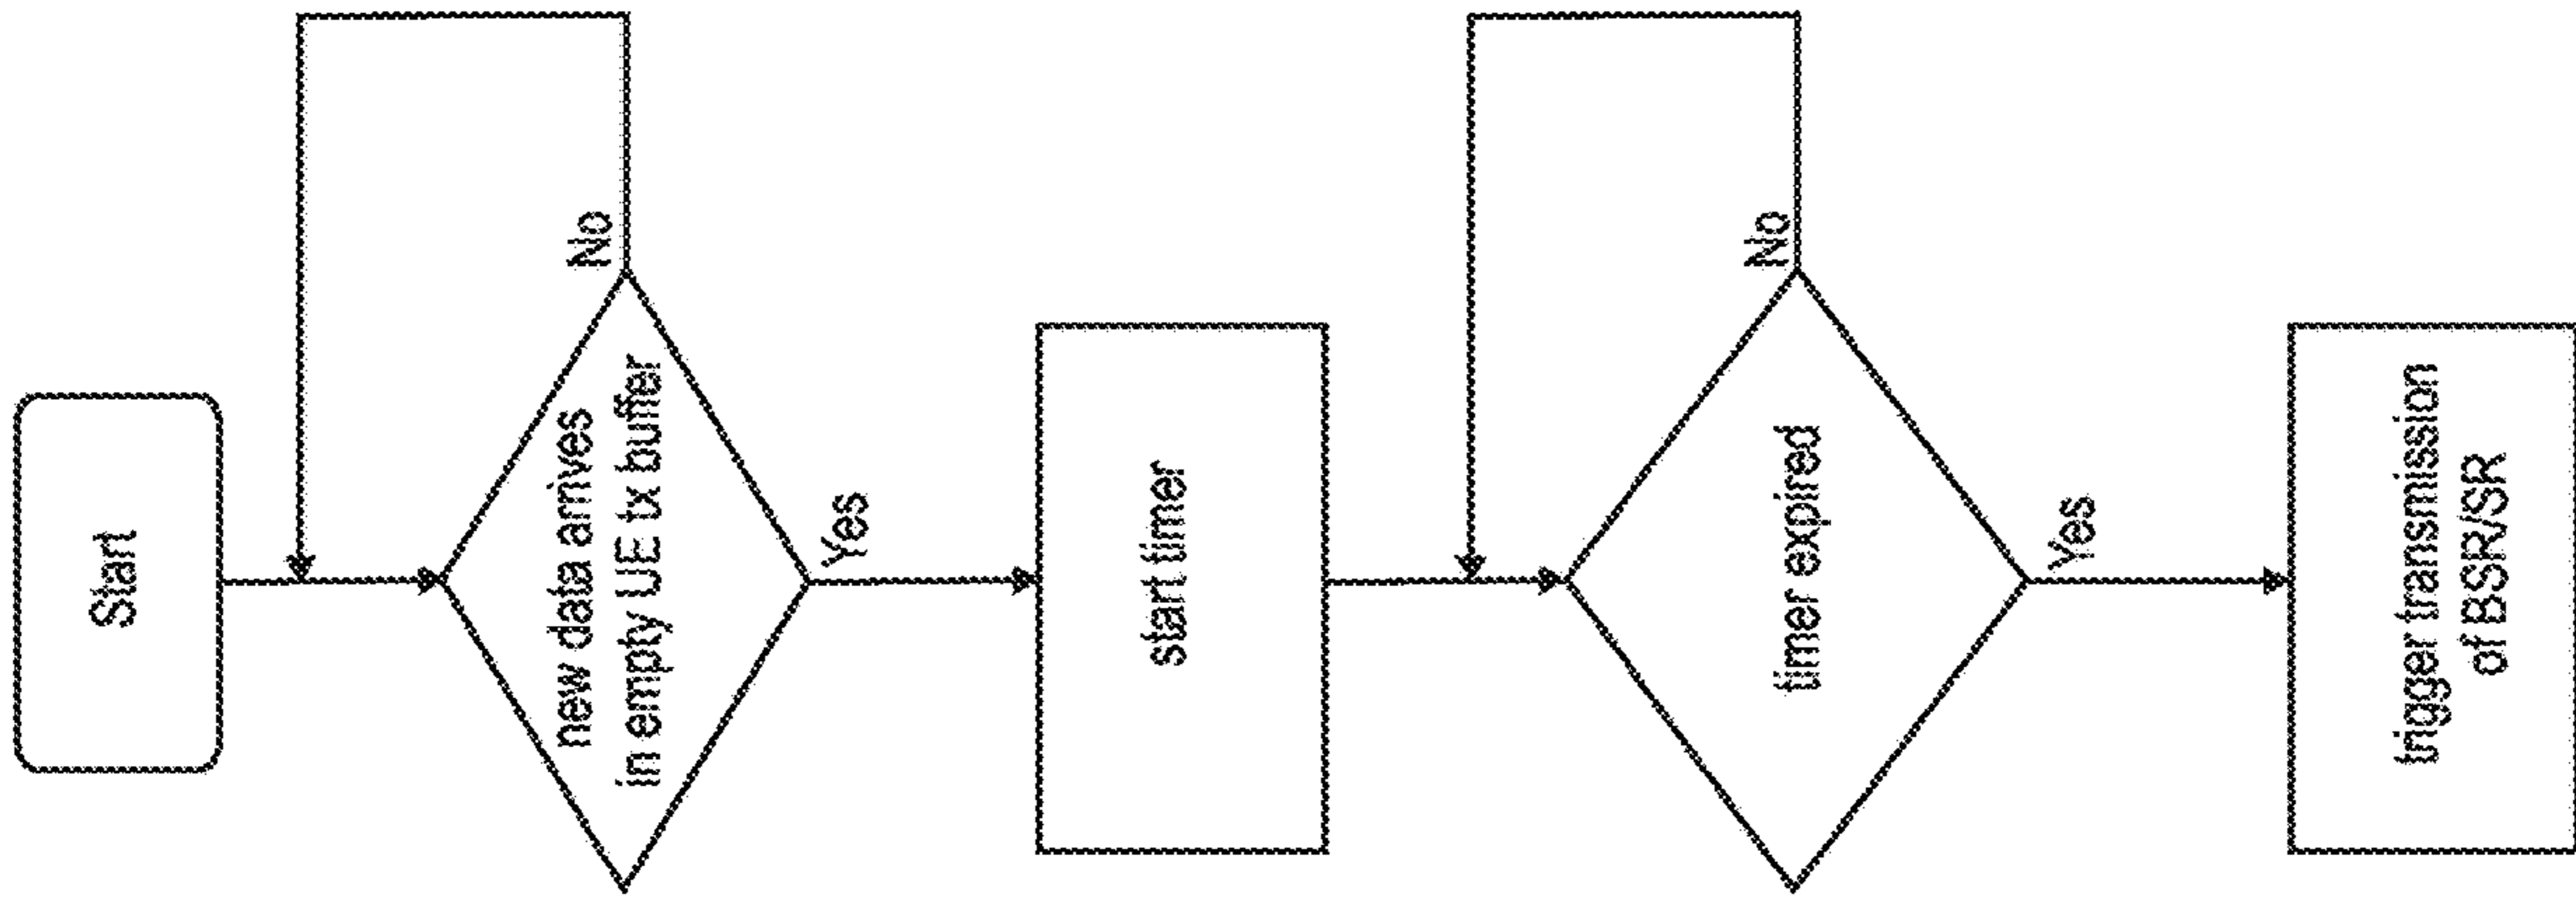 Start
new data arrives
in empty UE tx buffer
No
Yes
start timer
timer expired
No
Yes
trigger transmission
of BSR/SR